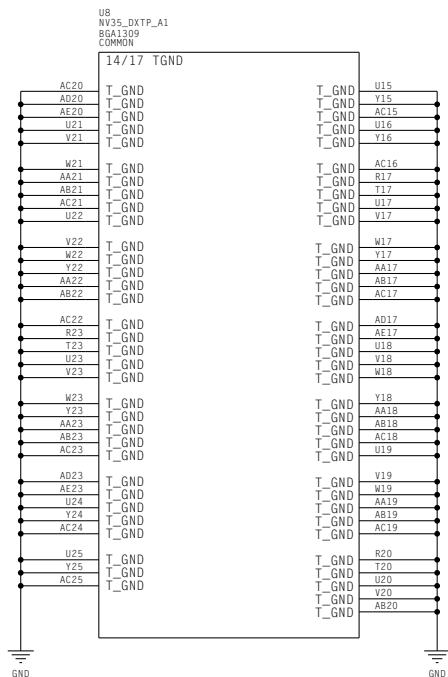 U8
NV35_DXTP_A1
BGA1309
COMMON
14/17 TGND
AC20 T_GND T_GND U15
AD20 T_GND T_GND Y15
AE20 T_GND T_GND AC15
U21 T_GND T_GND U16
V21 T_GND T_GND Y16
W21 T_GND T_GND AC16
AA21 T_GND T_GND R17
AB21 T_GND T_GND T17
AC21 T_GND T_GND U17
U22 T_GND T_GND V17
V22 T_GND T_GND W17
W22 T_GND T_GND Y17
Y22 T_GND T_GND AA17
AA22 T_GND T_GND AB17
AB22 T_GND T_GND AC17
AC22 T_GND T_GND AD17
R23 T_GND T_GND AE17
T23 T_GND T_GND U18
U23 T_GND T_GND V18
V23 T_GND T_GND W18
W23 T_GND T_GND Y18
Y23 T_GND T_GND AA18
AA23 T_GND T_GND AB18
AB23 T_GND T_GND AC18
AC23 T_GND T_GND U19
AD23 T_GND T_GND V19
AE23 T_GND T_GND W19
U24 T_GND T_GND AA19
Y24 T_GND T_GND AB19
AC24 T_GND T_GND AC19
U25 T_GND T_GND R20
Y25 T_GND T_GND T20
AC25 T_GND T_GND U20
T_GND V20
T_GND AB20
GND GND